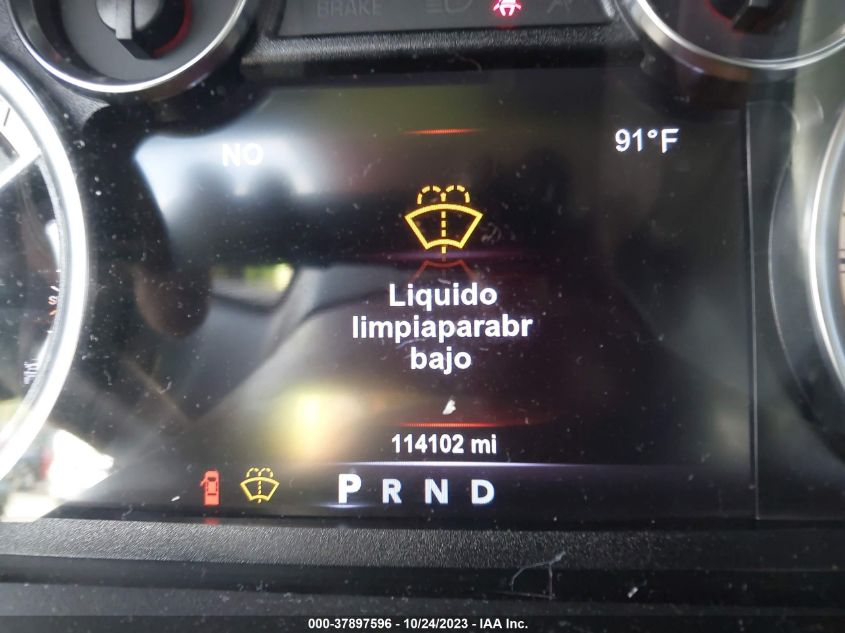 BRAKE
NO
91°F
Liquido
limpiaparabr
bajo
114102 mi
P R N D
000-37897596 - 10/24/2023 - IAA Inc.